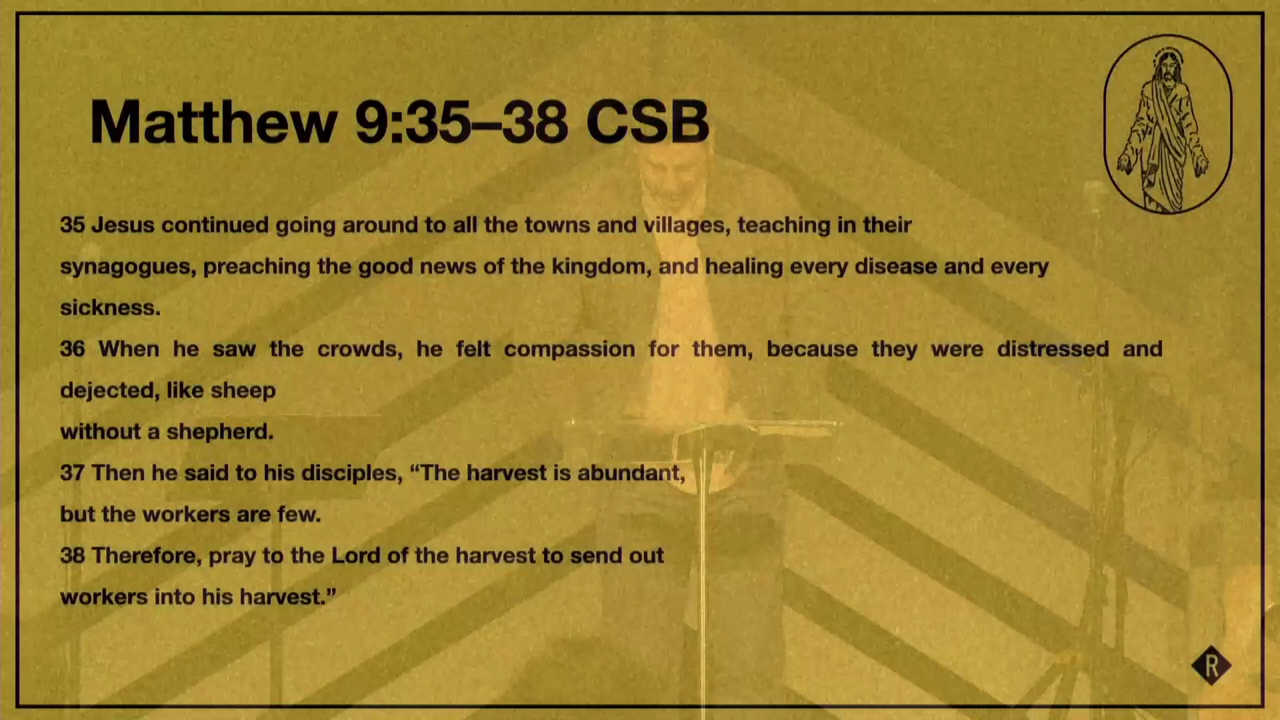 Matthew 9:35–38 CSB
35 Jesus continued going around to all the towns and villages, teaching in their
synagogues, preaching the good news of the kingdom, and healing every disease and every
sickness.
36 When he saw the crowds, he felt compassion for them, because they were distressed and
dejected, like sheep
without a shepherd.
37 Then he said to his disciples, “The harvest is abundant,
but the workers are few.
38 Therefore, pray to the Lord of the harvest to send out
workers into his harvest.”
R